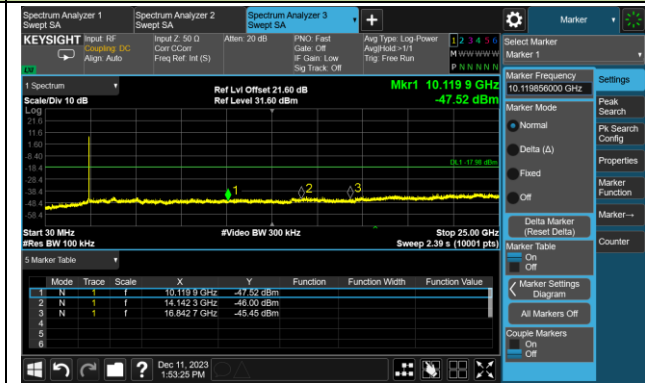 Spectrum Analyzer 1
Swept SA
Spectrum Analyzer 2
Swept SA
Spectrum Analyzer 3
Swept SA
+
Marker
KEYSIGHT
Input: RF
Coupling: DC
Align: Auto
Input Z: 50 Ω
Corr CCorr
Freq Ref: Int (S)
Atten: 20 dB
PNO: Fast
Gate: Off
IF Gain: Low
Sig Track: Off
Avg Type: Log-Power
Avg|Hold:>1/1
Trig: Free Run
1 2 3 4 5 6
M W W W W W
P N N N N N
Select Marker
Marker 1
1 Spectrum
Scale/Div 10 dB
Ref Lvl Offset 21.60 dB
Ref Level 31.60 dBm
Mkr1 10.119 9 GHz
-47.52 dBm
Log
21.6
11.6
1.60
-8.40
-18.4
-28.4
-38.4
-48.4
-58.4
DL1 -17.98 dBm
1
2
3
Start 30 MHz
#Res BW 100 kHz
#Video BW 300 kHz
Stop 25.00 GHz
Sweep 2.39 s (10001 pts)
5 Marker Table
Mode Trace Scale X Y Function Function Width Function Value
1 N 1 f 10.119 9 GHz -47.52 dBm
2 N 1 f 14.142 3 GHz -46.00 dBm
3 N 1 f 16.842 7 GHz -45.45 dBm
4
5
6
Marker Frequency
10.119856000 GHz
Marker Mode
Normal
Delta (Δ)
Fixed
Off
Delta Marker
(Reset Delta)
Marker Table
On
Off
Marker Settings
Diagram
All Markers Off
Couple Markers
On
Off
Settings
Peak
Search
Pk Search
Config
Properties
Marker
Function
Marker→
Counter
?
Dec 11, 2023
1:53:25 PM